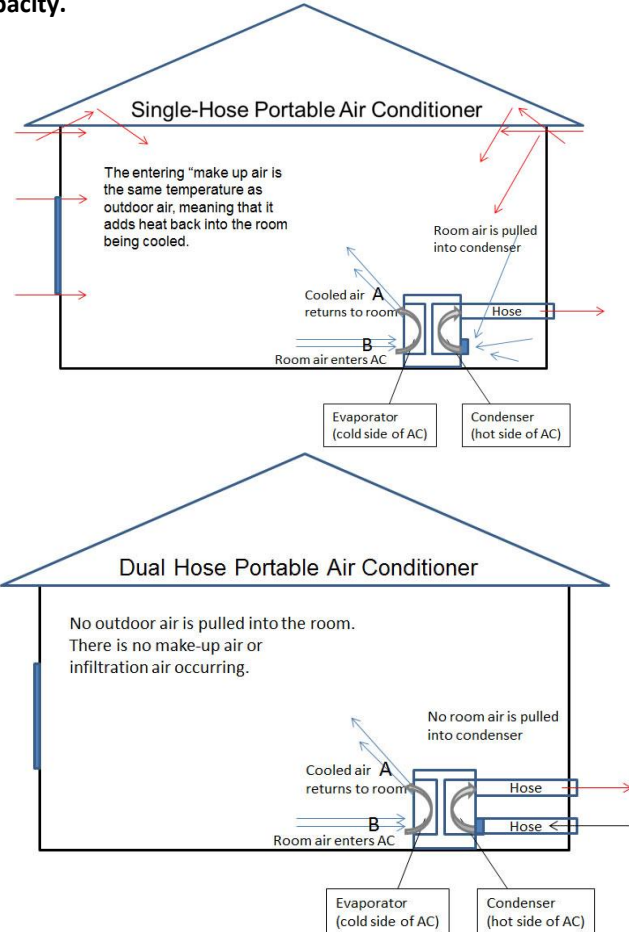 pacity.
Single-Hose Portable Air Conditioner
The entering “make up air is
the same temperature as
outdoor air, meaning that it
adds heat back into the room
being cooled.
Room air is pulled
into condenser
Cooled air A
returns to room
Hose
B
Room air enters AC
Evaporator
(cold side of AC)
Condenser
(hot side of AC)
Dual Hose Portable Air Conditioner
No outdoor air is pulled into the room.
There is no make-up air or
infiltration air occurring.
No room air is pulled
into condenser
Cooled air A
returns to room
Hose
B
Hose
Room air enters AC
Evaporator
(cold side of AC)
Condenser
(hot side of AC)